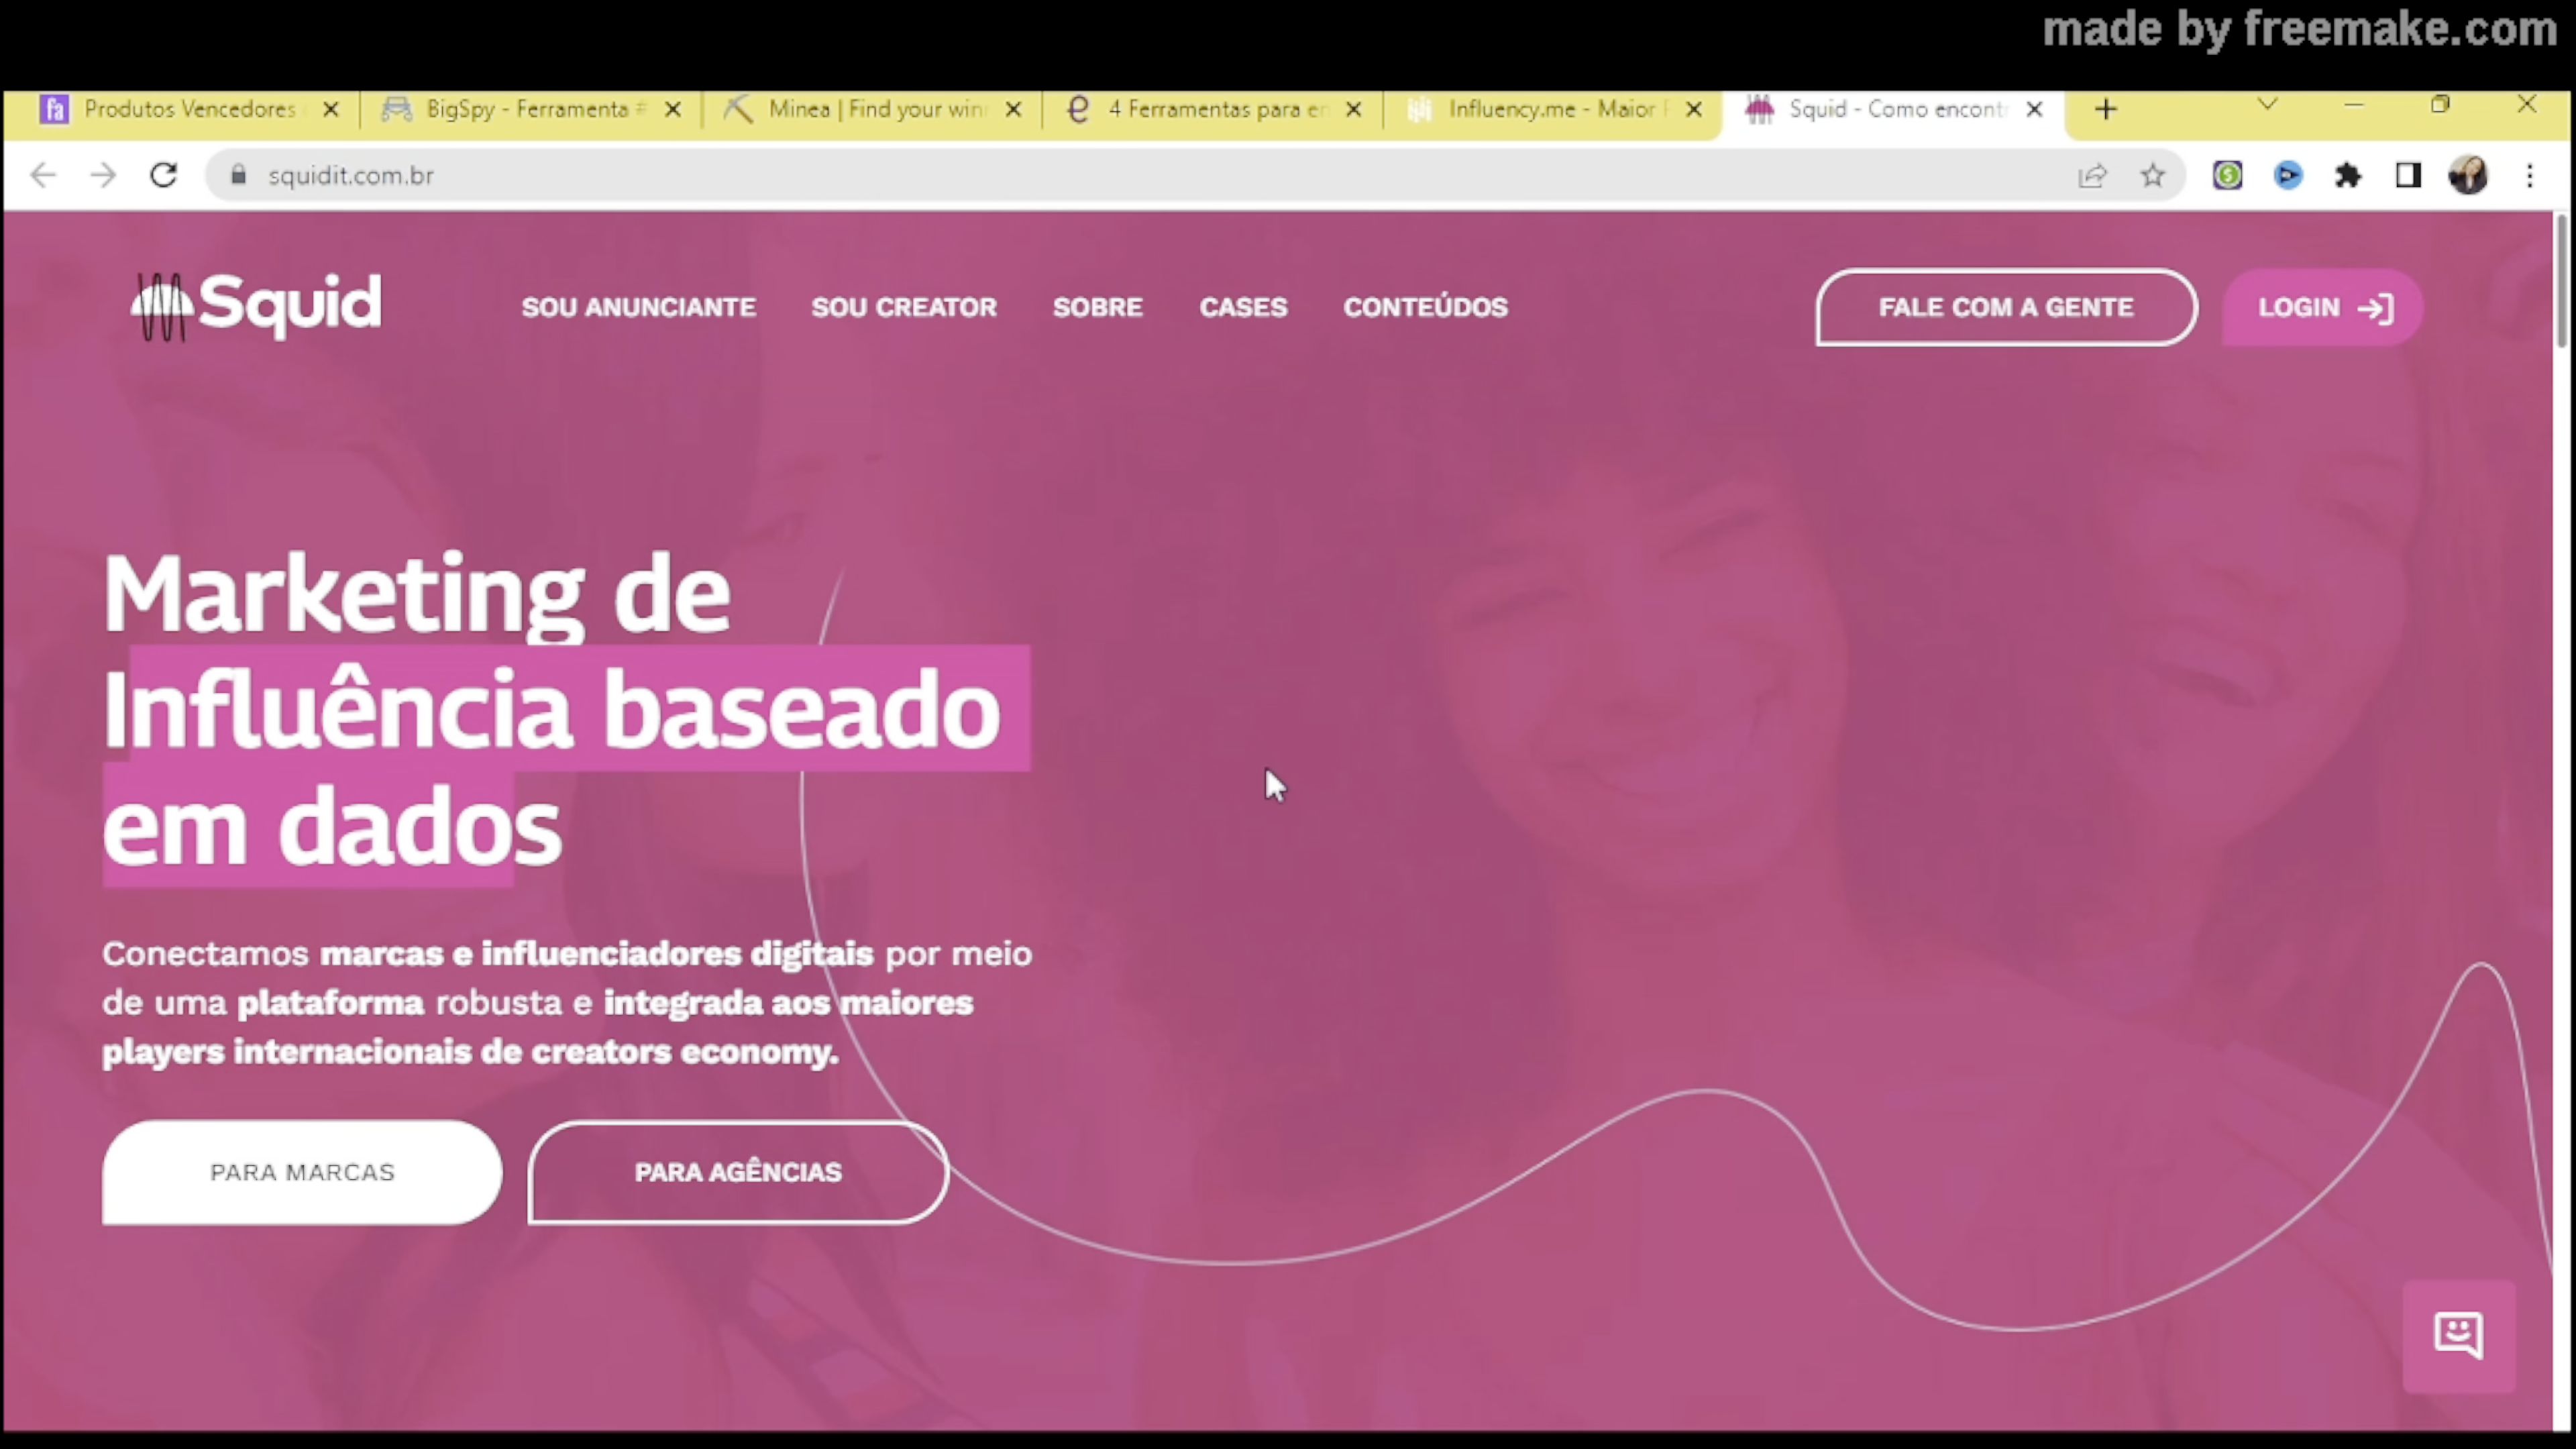 made by freemake.com
Produtos Vencedores
BigSpy - Ferramenta #
Minea | Find your win
4 Ferramentas para en
Influency.me - Maior P
Squid - Como encontr
squidit.com.br
Squid
SOU ANUNCIANTE
SOU CREATOR
SOBRE
CASES
CONTEÚDOS
FALE COM A GENTE
LOGIN
Marketing de
Influência baseado
em dados
Conectamos marcas e influenciadores digitais por meio
de uma plataforma robusta e integrada aos maiores
players internacionais de creators economy.
PARA MARCAS
PARA AGÊNCIAS